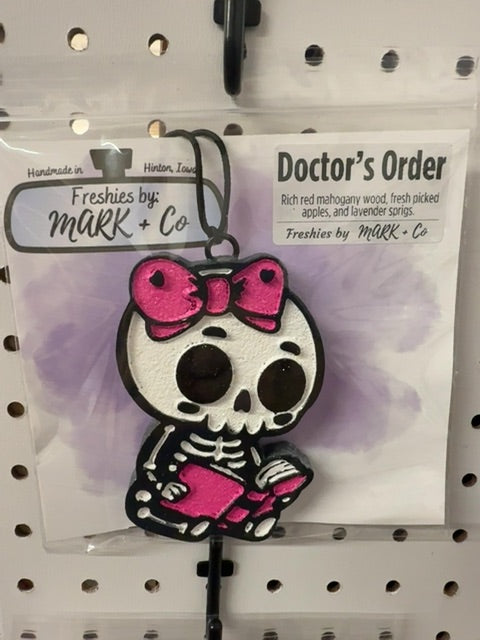 Handmade in Hinton, Iowa
Freshies by:
MARK + Co
Doctor's Order
Rich red mahogany wood, fresh picked
apples, and lavender sprigs.
Freshies by MARK + Co